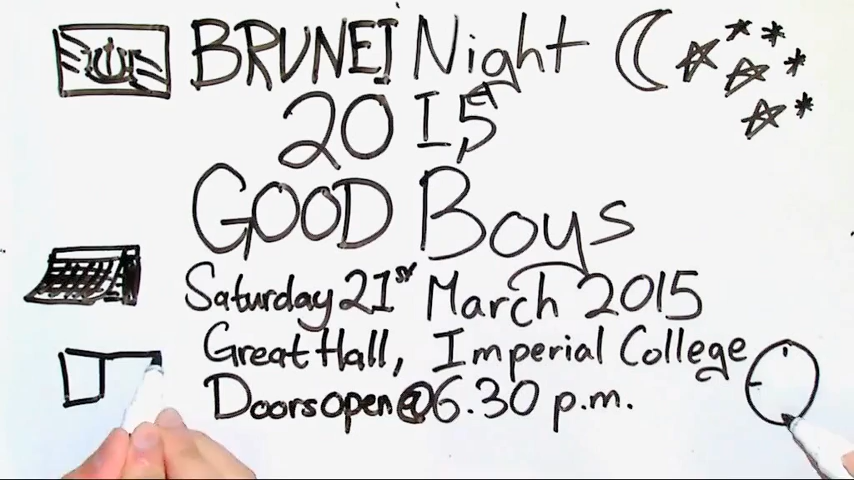 BRUNEI Night
2015
GOOD Boys
Saturday 21st March 2015
Great Hall, Imperial College
Doors open @ 6.30 p.m.